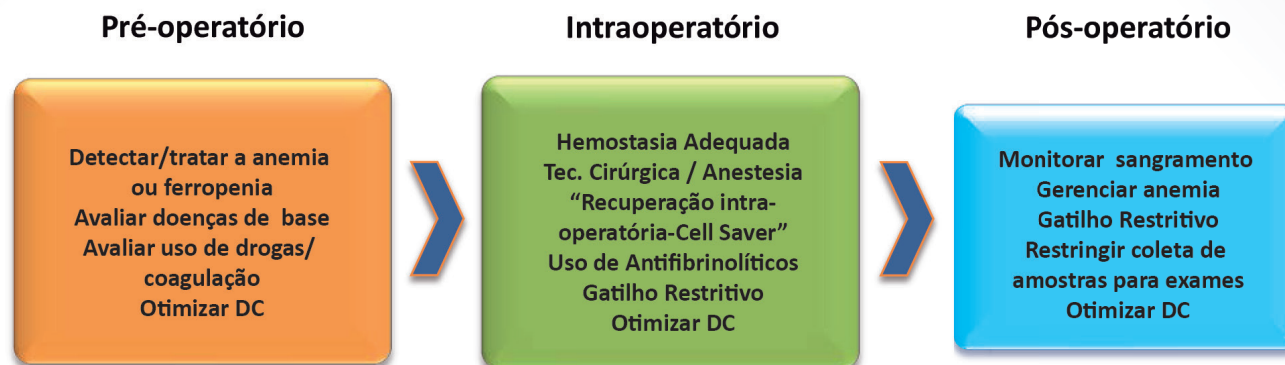 Pré-operatório
Detectar/tratar a anemia
ou ferropenia
Avaliar doenças de base
Avaliar uso de drogas/
coagulação
Otimizar DC
Intraoperatório
Hemostasia Adequada
Tec. Cirúrgica / Anestesia
“Recuperação intra-
operatória-Cell Saver”
Uso de Antifibrinolíticos
Gatilho Restritivo
Otimizar DC
Pós-operatório
Monitorar sangramento
Gerenciar anemia
Gatilho Restritivo
Restringir coleta de
amostras para exames
Otimizar DC